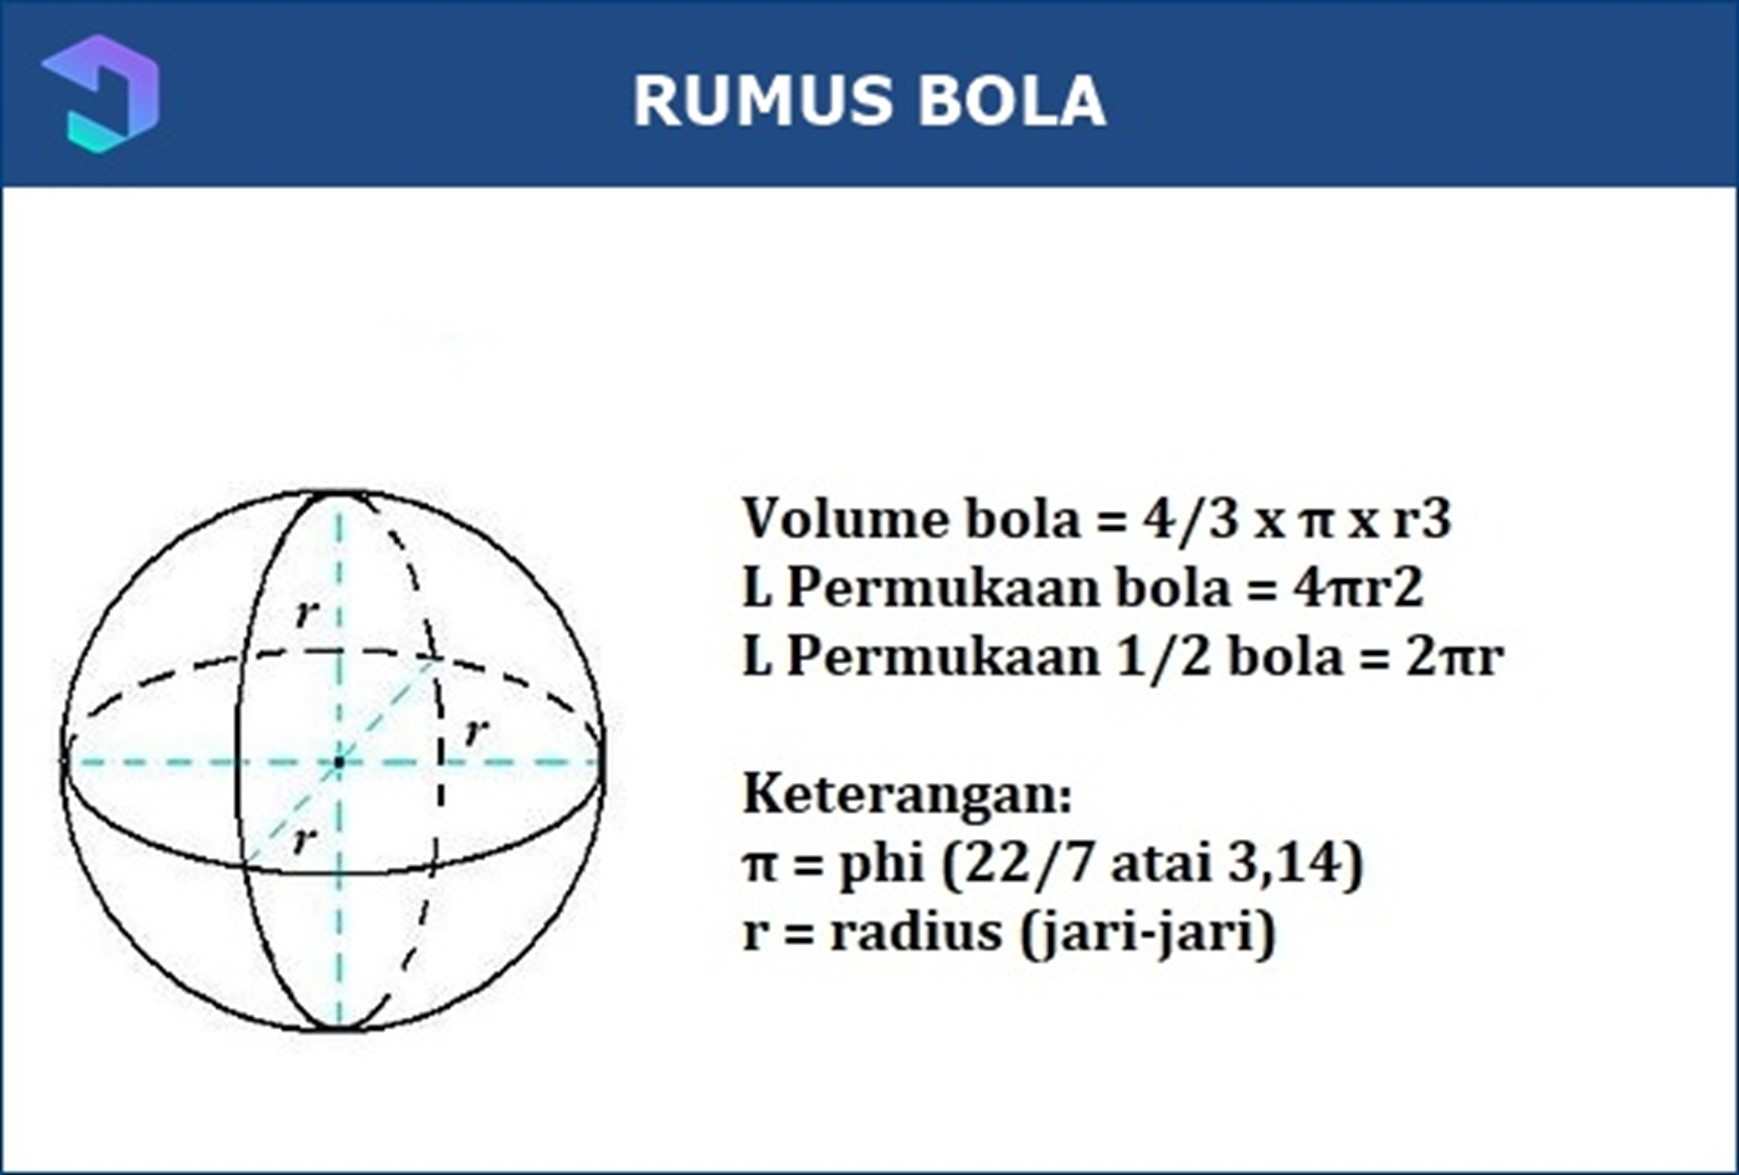 RUMUS BOLA
r
r
r
Volume bola = 4/3 x π x r3
L Permukaan bola = 4πr2
L Permukaan 1/2 bola = 2πr
Keterangan:
π = phi (22/7 atai 3,14)
r = radius (jari-jari)